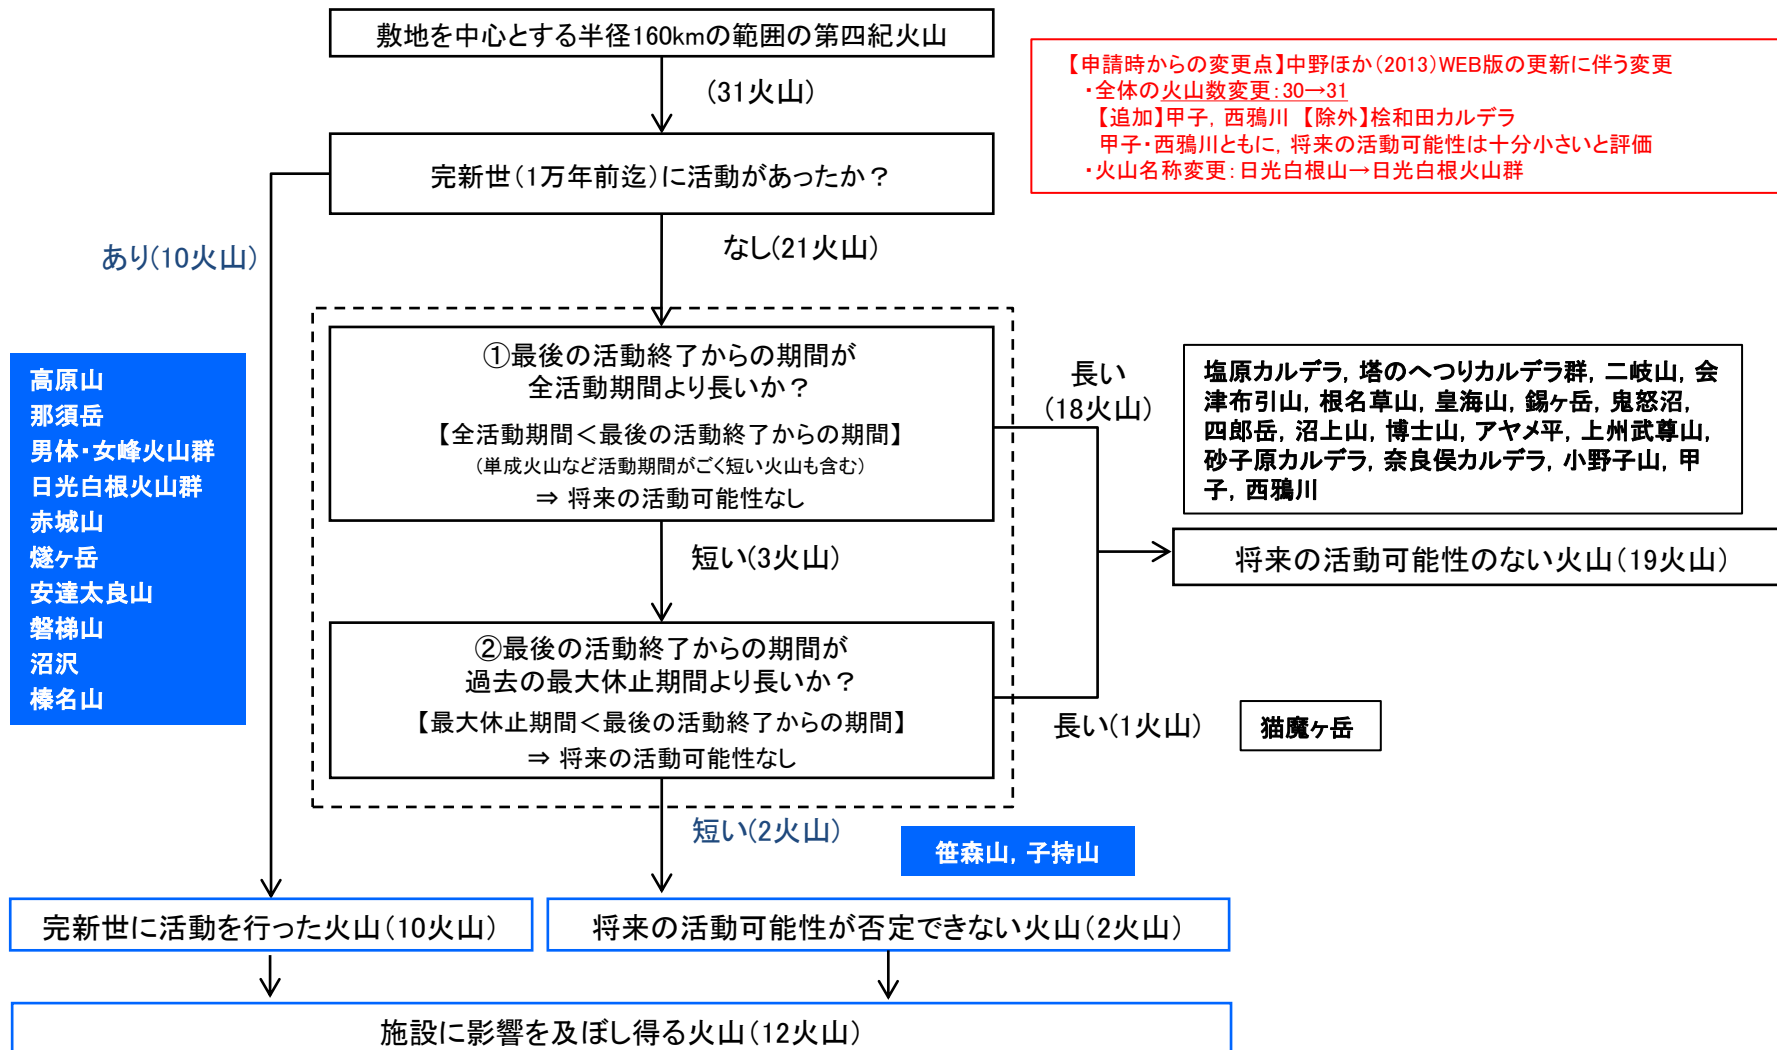 敷地を中心とする半径160kmの範囲の第四紀火山
(31火山)
【申請時からの変更点】中野ほか(2013)WEB版の更新に伴う変更
・全体の火山数変更:30→31
【追加】甲子, 西鴉川 【除外】桧和田カルデラ
甲子・西鴉川ともに, 将来の活動可能性は十分小さいと評価
・火山名称変更:日光白根山→日光白根火山群
完新世(1万年前迄)に活動があったか?
あり(10火山)
なし(21火山)
高原山
那須岳
男体・女峰火山群
日光白根火山群
赤城山
燧ヶ岳
安達太良山
磐梯山
沼沢
榛名山
①最後の活動終了からの期間が
全活動期間より長いか?
【全活動期間<最後の活動終了からの期間】
(単成火山など活動期間がごく短い火山も含む)
⇒ 将来の活動可能性なし
長い
(18火山)
塩原カルデラ, 塔のへつりカルデラ群, 二岐山, 会
津布引山, 根名草山, 皇海山, 錫ヶ岳, 鬼怒沼,
四郎岳, 沼上山, 博士山, アヤメ平, 上州武尊山,
砂子原カルデラ, 奈良俣カルデラ, 小野子山, 甲
子, 西鴉川
短い(3火山)
将来の活動可能性のない火山(19火山)
②最後の活動終了からの期間が
過去の最大休止期間より長いか?
【最大休止期間<最後の活動終了からの期間】
⇒ 将来の活動可能性なし
長い(1火山)
猫魔ヶ岳
短い(2火山)
笹森山, 子持山
完新世に活動を行った火山(10火山)
将来の活動可能性が否定できない火山(2火山)
施設に影響を及ぼし得る火山(12火山)